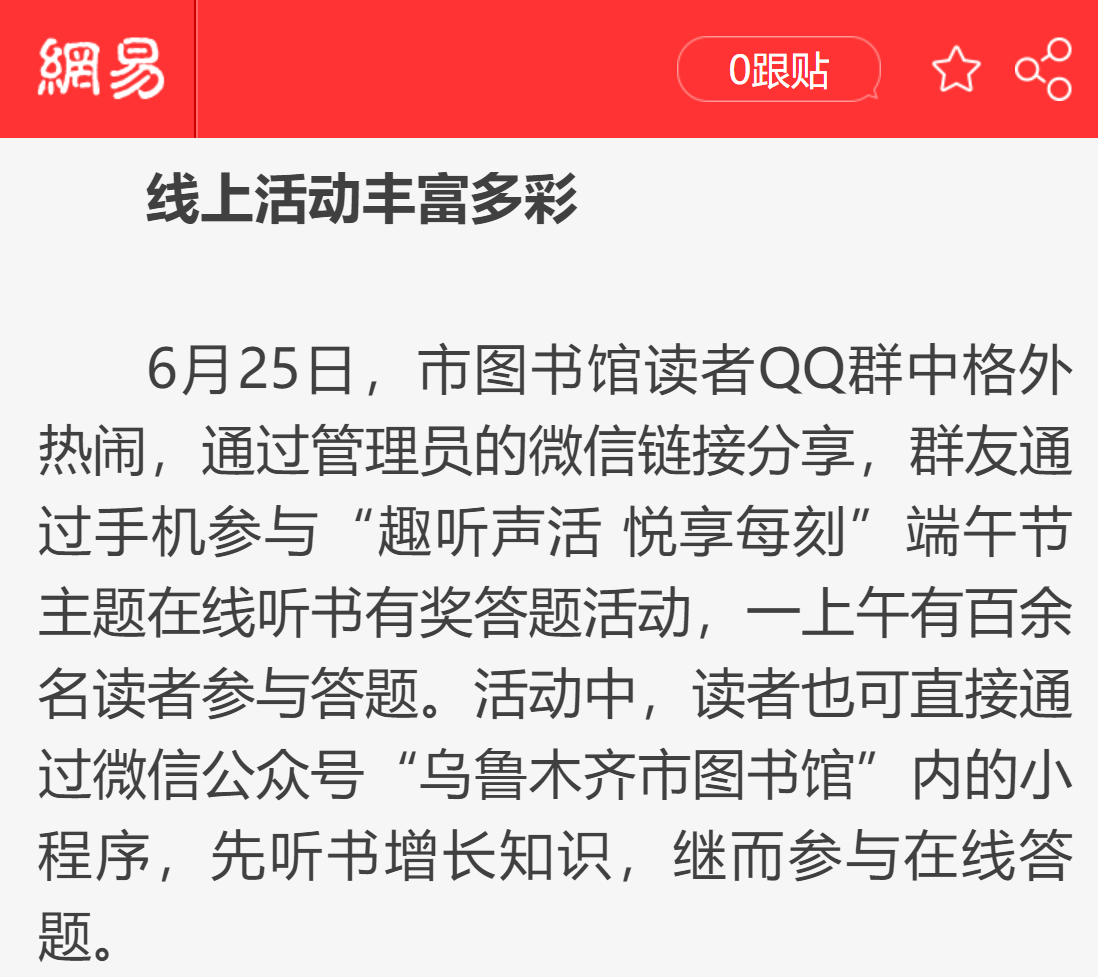 網易
0跟贴
线上活动丰富多彩
6月25日，市图书馆读者QQ群中格外
热闹，通过管理员的微信链接分享，群友通
过手机参与“趣听声活 悦享每刻”端午节
主题在线听书有奖答题活动，一上午有百余
名读者参与答题。活动中，读者也可直接通
过微信公众号“乌鲁木齐市图书馆”内的小
程序，先听书增长知识，继而参与在线答
题。